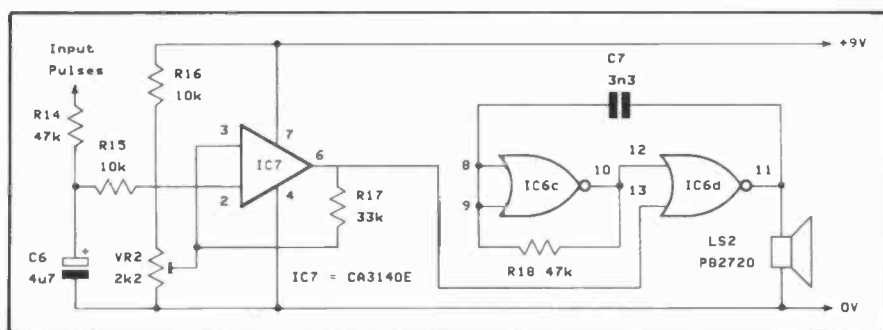 Input
Pulses
R14
47k
R15
10k
R16
10k
C6
+
4u7
VR2
2k2
3
2
7
4
6
IC7
R17
33k
IC7 = CA3140E
C7
3n3
8
9
IC6c
10
R18 47k
12
13
IC6d
11
LS2
PB2720
+9V
0V